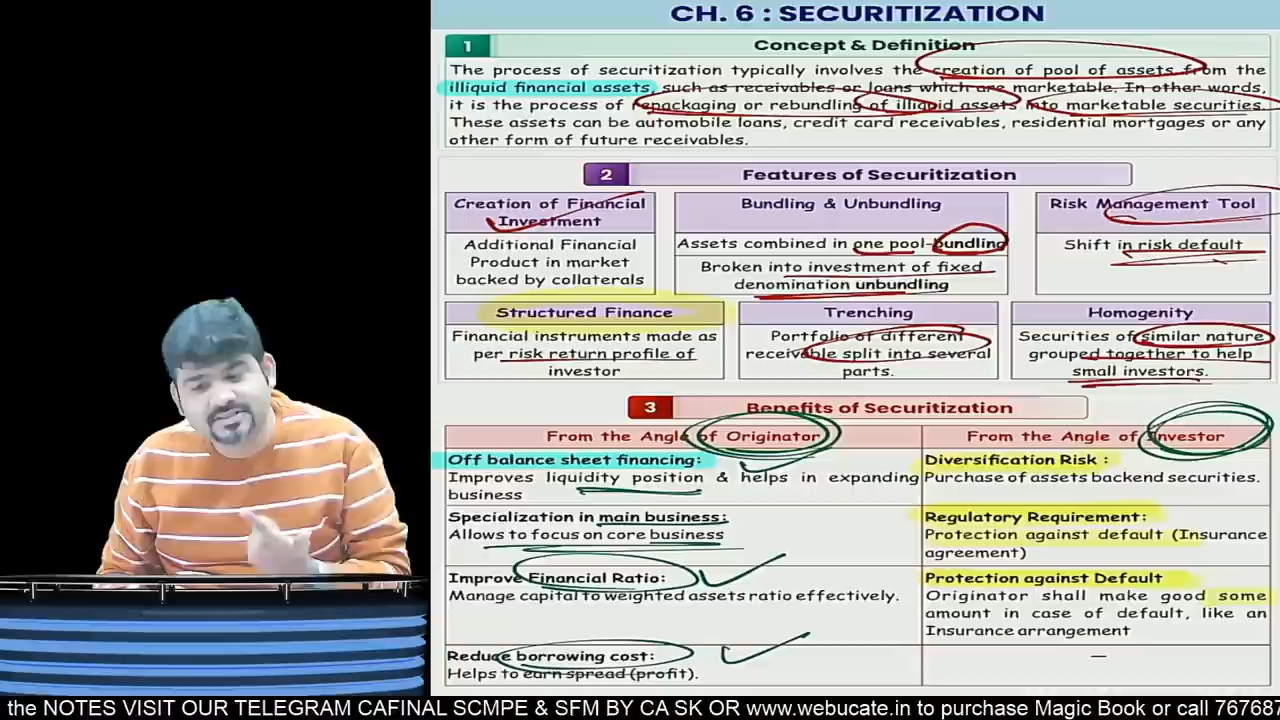 CH. 6 : SECURITIZATION
1
Concept & Definition
The process of securitization typically involves the creation of pool of assets from the
illiquid financial assets, such as receivables or loans which are marketable. In other words,
it is the process of repackaging or rebundling of illiquid assets into marketable securities.
These assets can be automobile loans, credit card receivables, residential mortgages or any
other form of future receivables.
2
Features of Securitization
Creation of Financial
Investment
Additional Financial
Product in market
backed by collaterals
Bundling & Unbundling
Assets combined in one pool-bundling
Broken into investment of fixed
denomination unbundling
Risk Management Tool
Shift in risk default
Structured Finance
Financial instruments made as
per risk return profile of
investor
Trenching
Portfolio of different
receivable split into several
parts.
Homogenity
Securities of similar nature
grouped together to help
small investors.
3
Benefits of Securitization
From the Angle of Originator
From the Angle of Investor
Off balance sheet financing:
Improves liquidity position & helps in expanding
business
Diversification Risk :
Purchase of assets backend securities.
Specialization in main business:
Allows to focus on core business
Regulatory Requirement:
Protection against default (Insurance
agreement)
Improve Financial Ratio:
Manage capital to weighted assets ratio effectively.
Protection against Default
Originator shall make good some
amount in case of default, like an
Insurance arrangement
Reduce borrowing cost:
Helps to earn spread (profit).
—
the NOTES VISIT OUR TELEGRAM CAFINAL SCMPE & SFM BY CA SK OR www.webucate.in to purchase Magic Book or call 767687